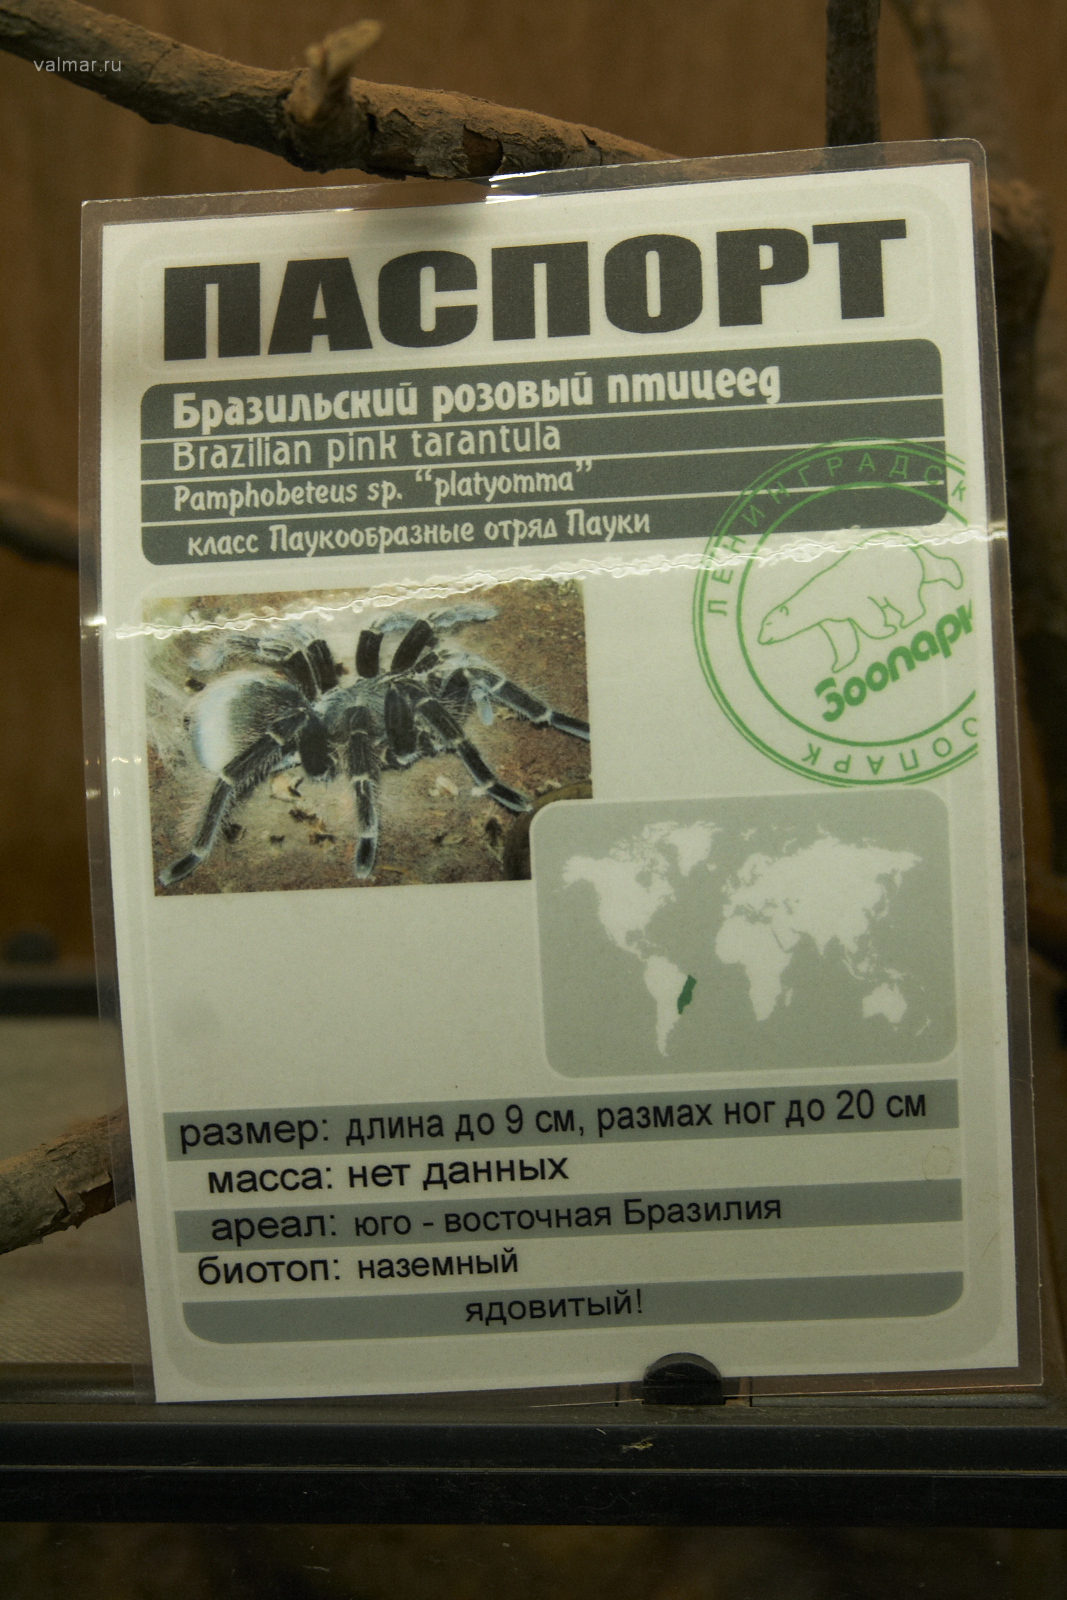 valmar.ru
ПАСПОРТ
Бразильский розовый птицеед
Brazilian pink tarantula
Pamphobeteus sp. “platyomma”
класс Паукообразные отряд Пауки
ЛЕНИНГРАДСК
Зоопарк
ЗООПАРК
размер: длина до 9 см, размах ног до 20 см
масса: нет данных
ареал: юго - восточная Бразилия
биотоп: наземный
ядовитый!